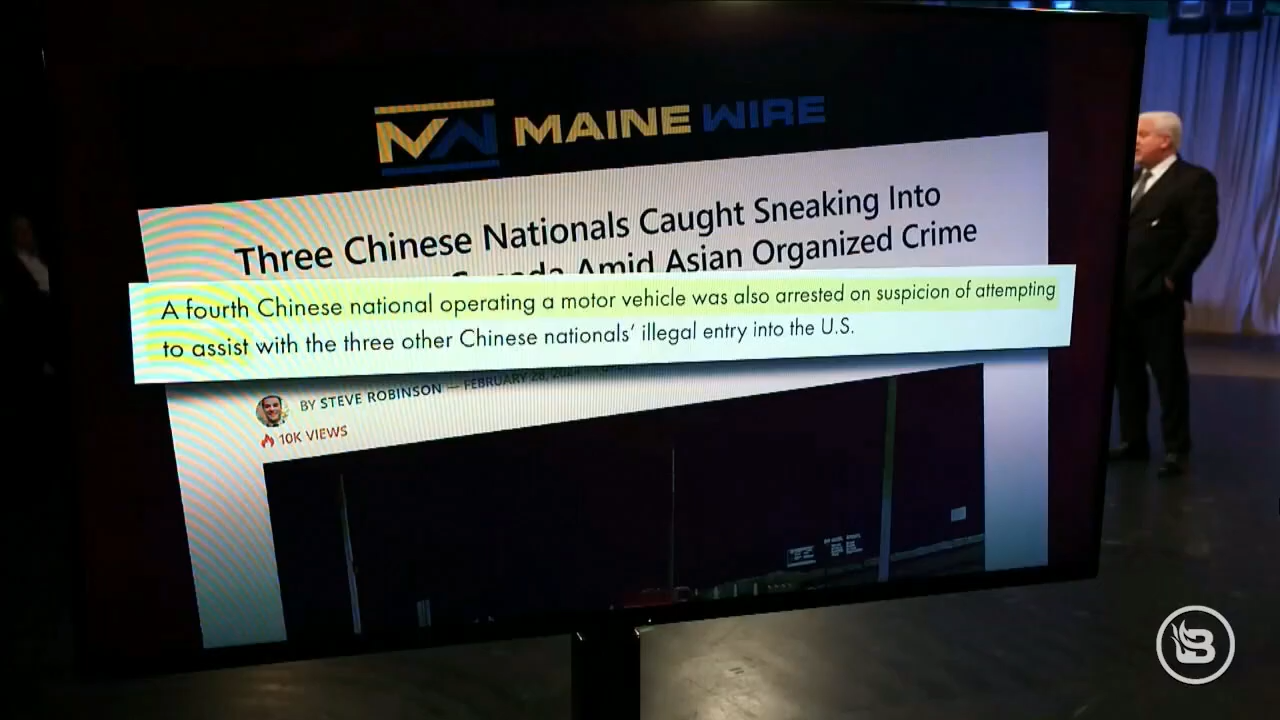 MAINE WIRE
Three Chinese Nationals Caught Sneaking Into
Amid Asian Organized Crime
A fourth Chinese national operating a motor vehicle was also arrested on suspicion of attempting
to assist with the three other Chinese nationals’ illegal entry into the U.S.
BY STEVE ROBINSON — FEBRUARY
10K VIEWS
B